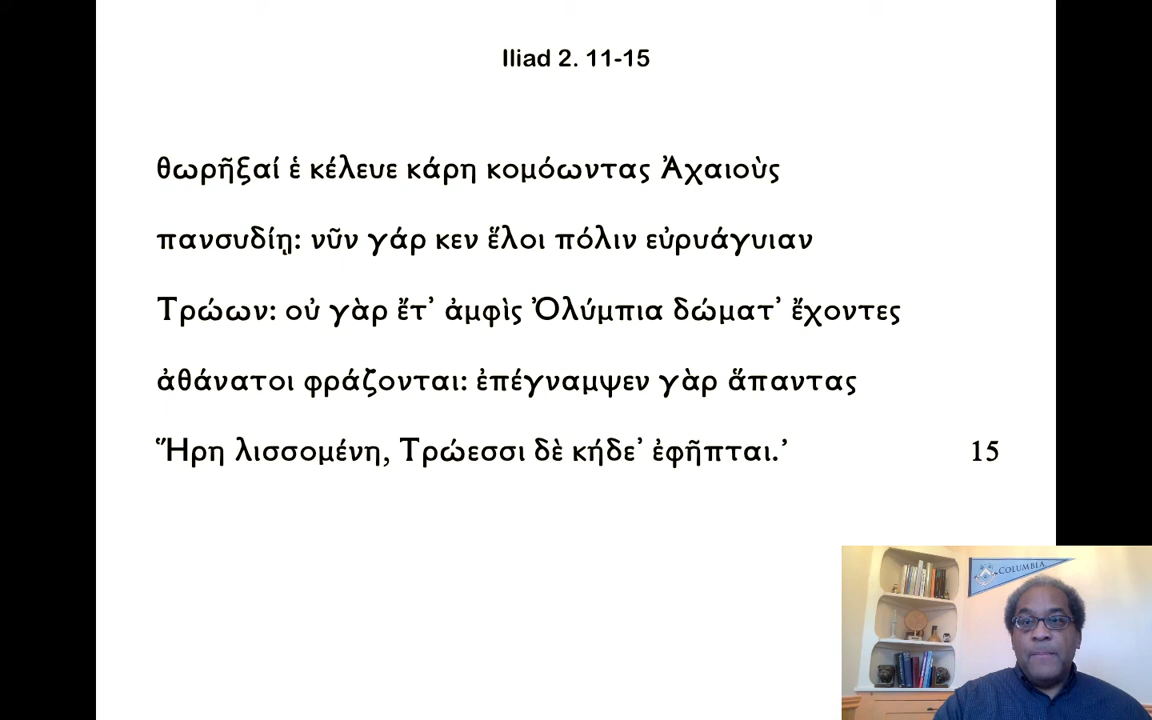 Iliad 2. 11-15
θωρῆξαί ἑ κέλευε κάρη κομόωντας Ἀχαιοὺς
πανσυδίῃ: νῦν γάρ κεν ἕλοι πόλιν εὐρυάγυιαν
Τρώων: οὐ γὰρ ἔτ᾽ ἀμφὶς Ὀλύμπια δώματ᾽ ἔχοντες
ἀθάνατοι φράζονται: ἐπέγναμψεν γὰρ ἅπαντας
Ἥρη λισσομένη, Τρώεσσι δὲ κήδε᾽ ἐφῆπται.᾽ 15
COLUMBIA